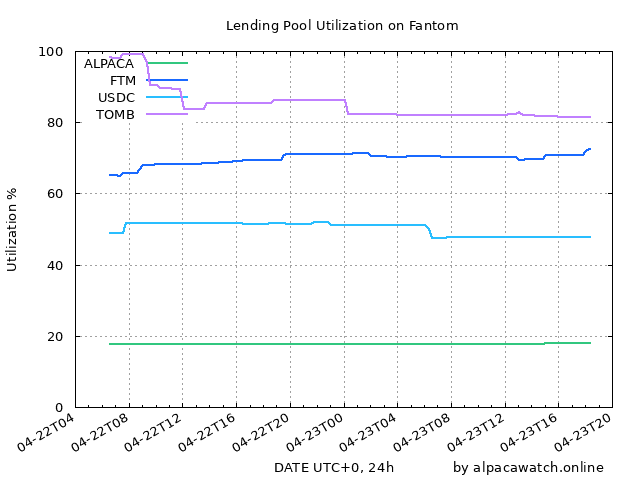 Lending Pool Utilization on Fantom
Utilization %
100
80
60
40
20
0
ALPACA
FTM
USDC
TOMB
04-22T04
04-22T08
04-22T12
04-22T16
04-22T20
04-23T00
04-23T04
04-23T08
04-23T12
04-23T16
04-23T20
DATE UTC+0, 24h
by alpacawatch.online